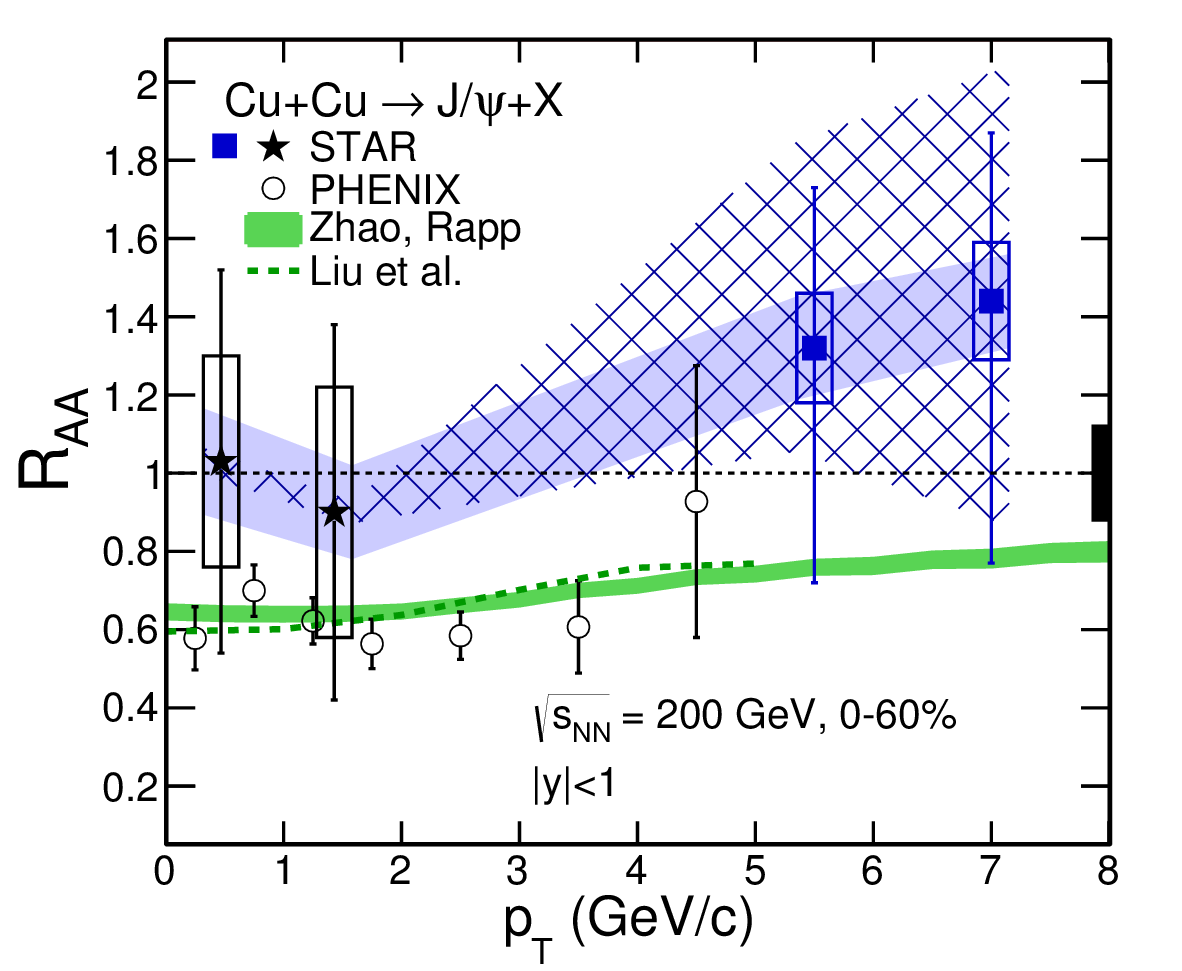 Cu+Cu → J/ψ+X
STAR
PHENIX
Zhao, Rapp
Liu et al.
R_AA
2
1.8
1.6
1.4
1.2
1
0.8
0.6
0.4
0.2
√s_NN = 200 GeV, 0-60%
|y|<1
0 1 2 3 4 5 6 7 8
p_T (GeV/c)